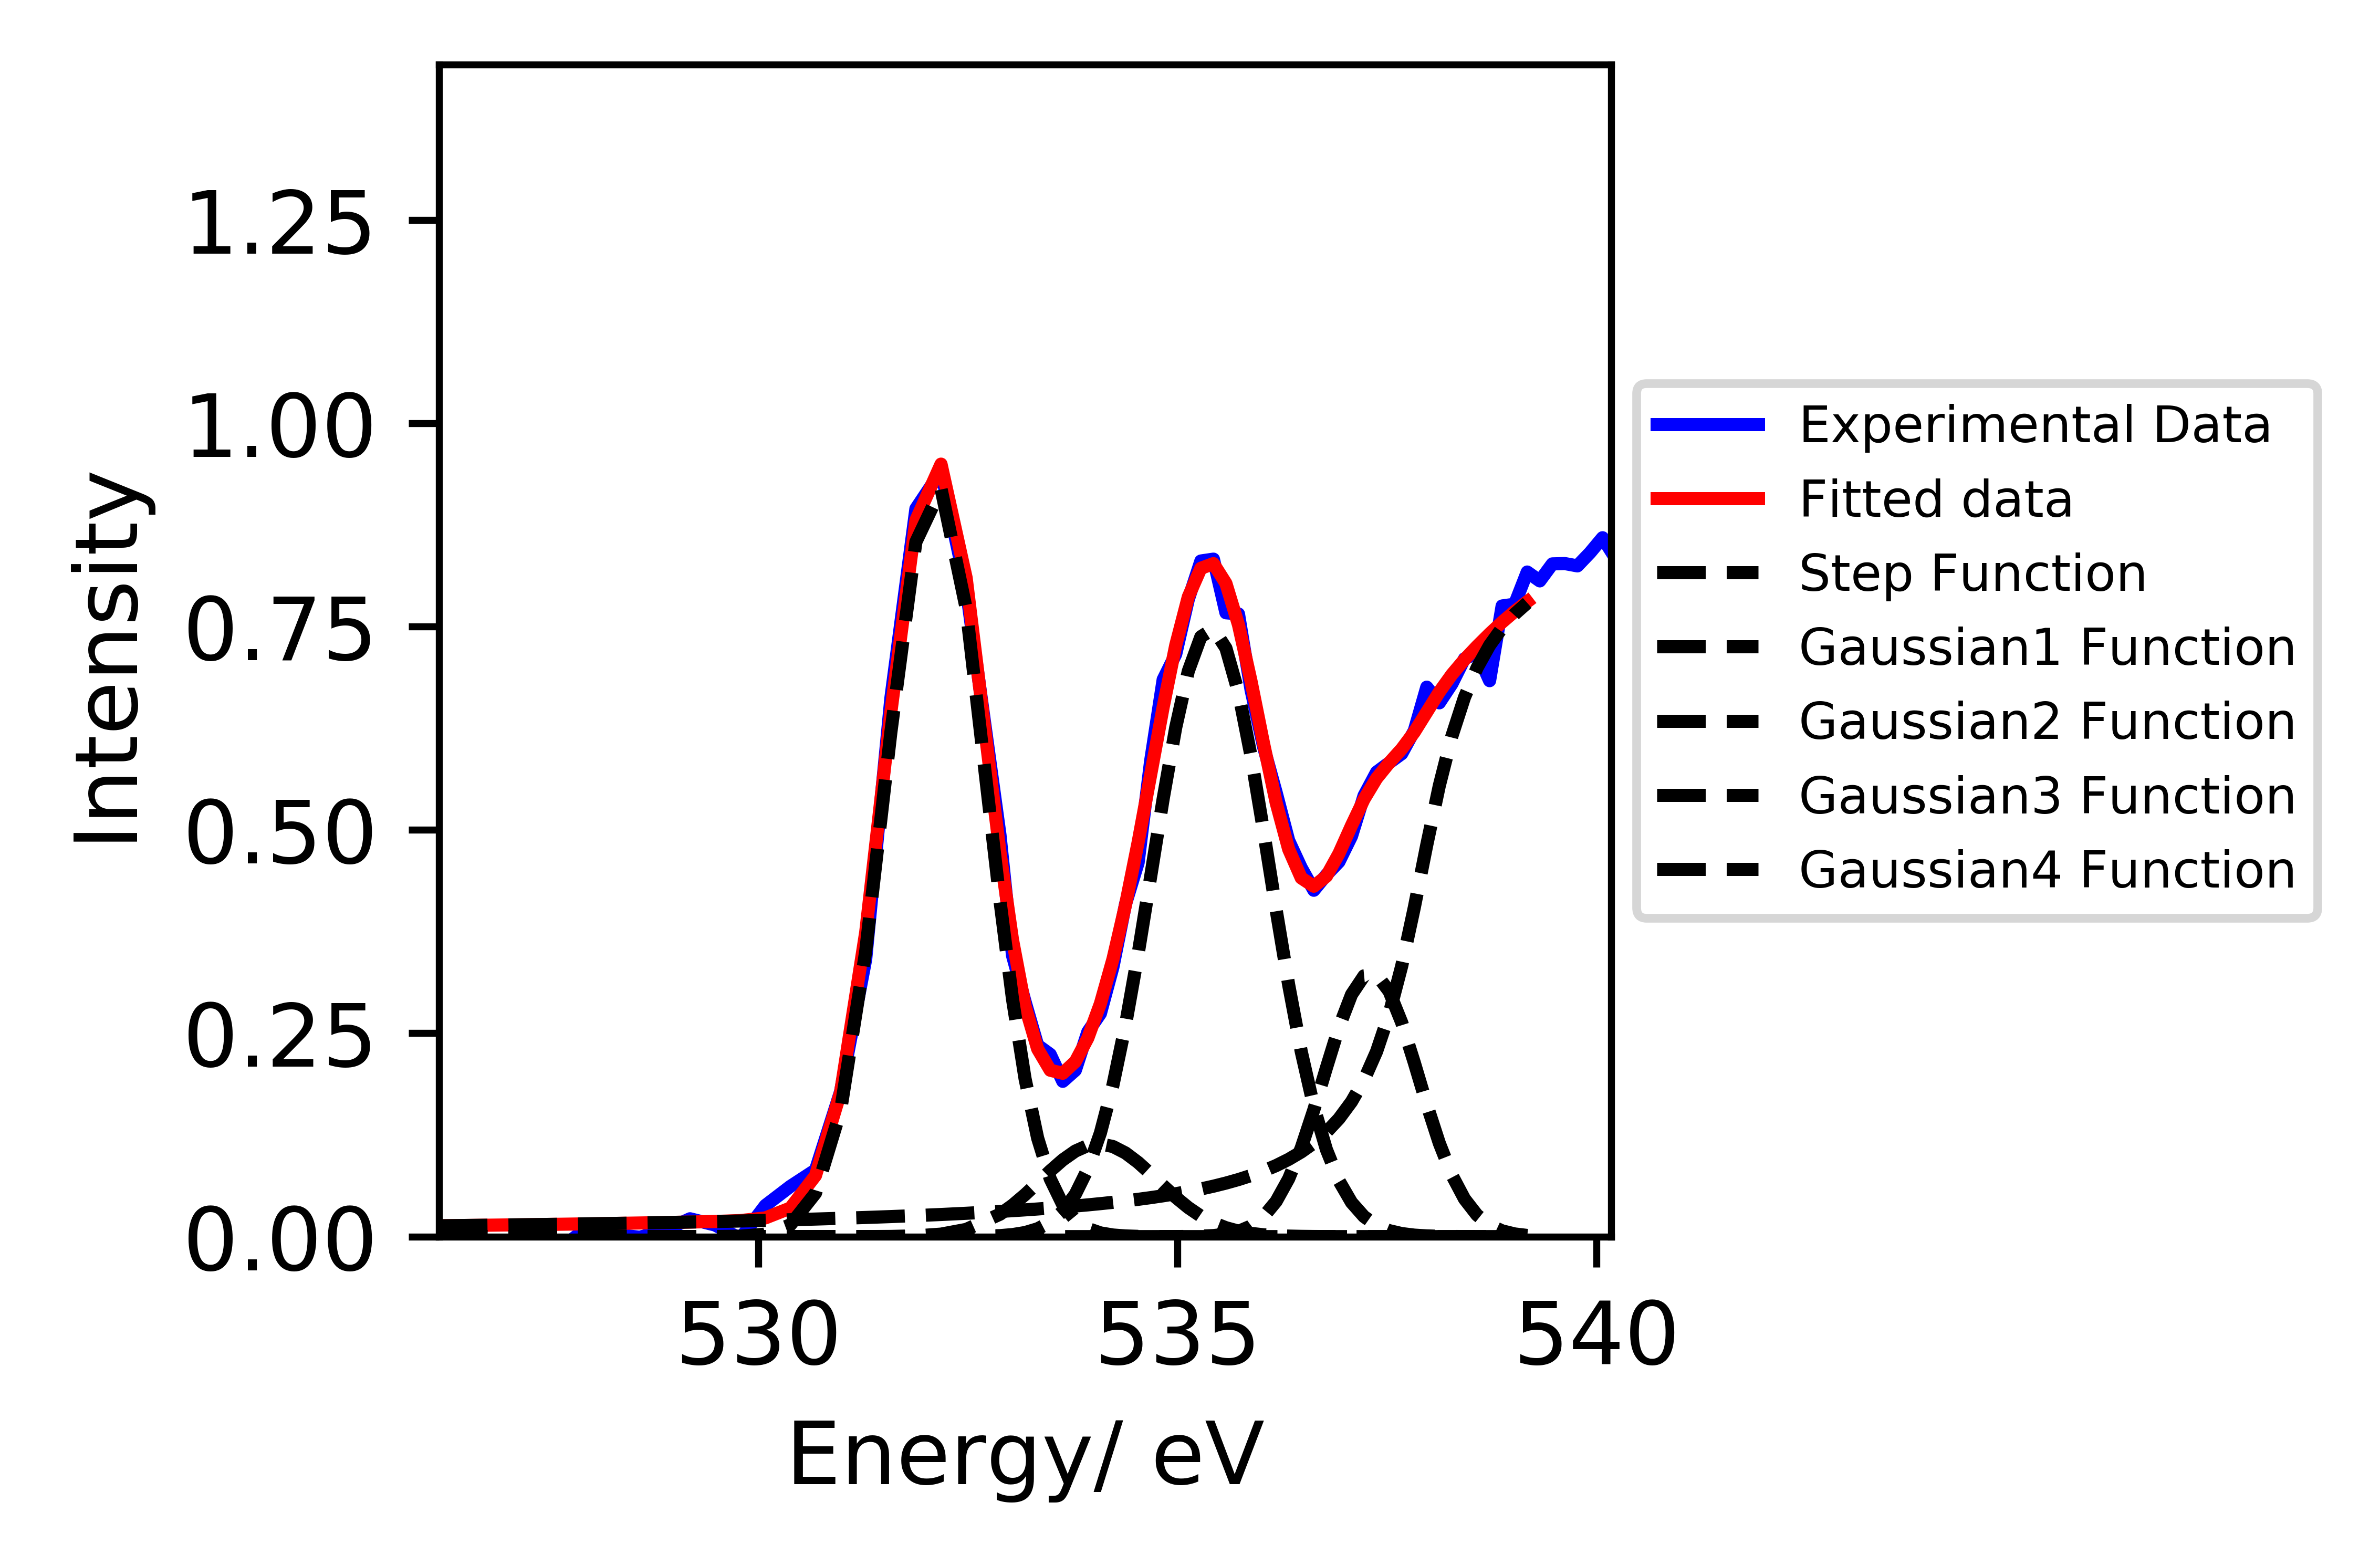 1.25
1.00
0.75
0.50
0.25
0.00
Intensity
530 535 540
Energy/ eV
Experimental Data
Fitted data
Step Function
Gaussian1 Function
Gaussian2 Function
Gaussian3 Function
Gaussian4 Function